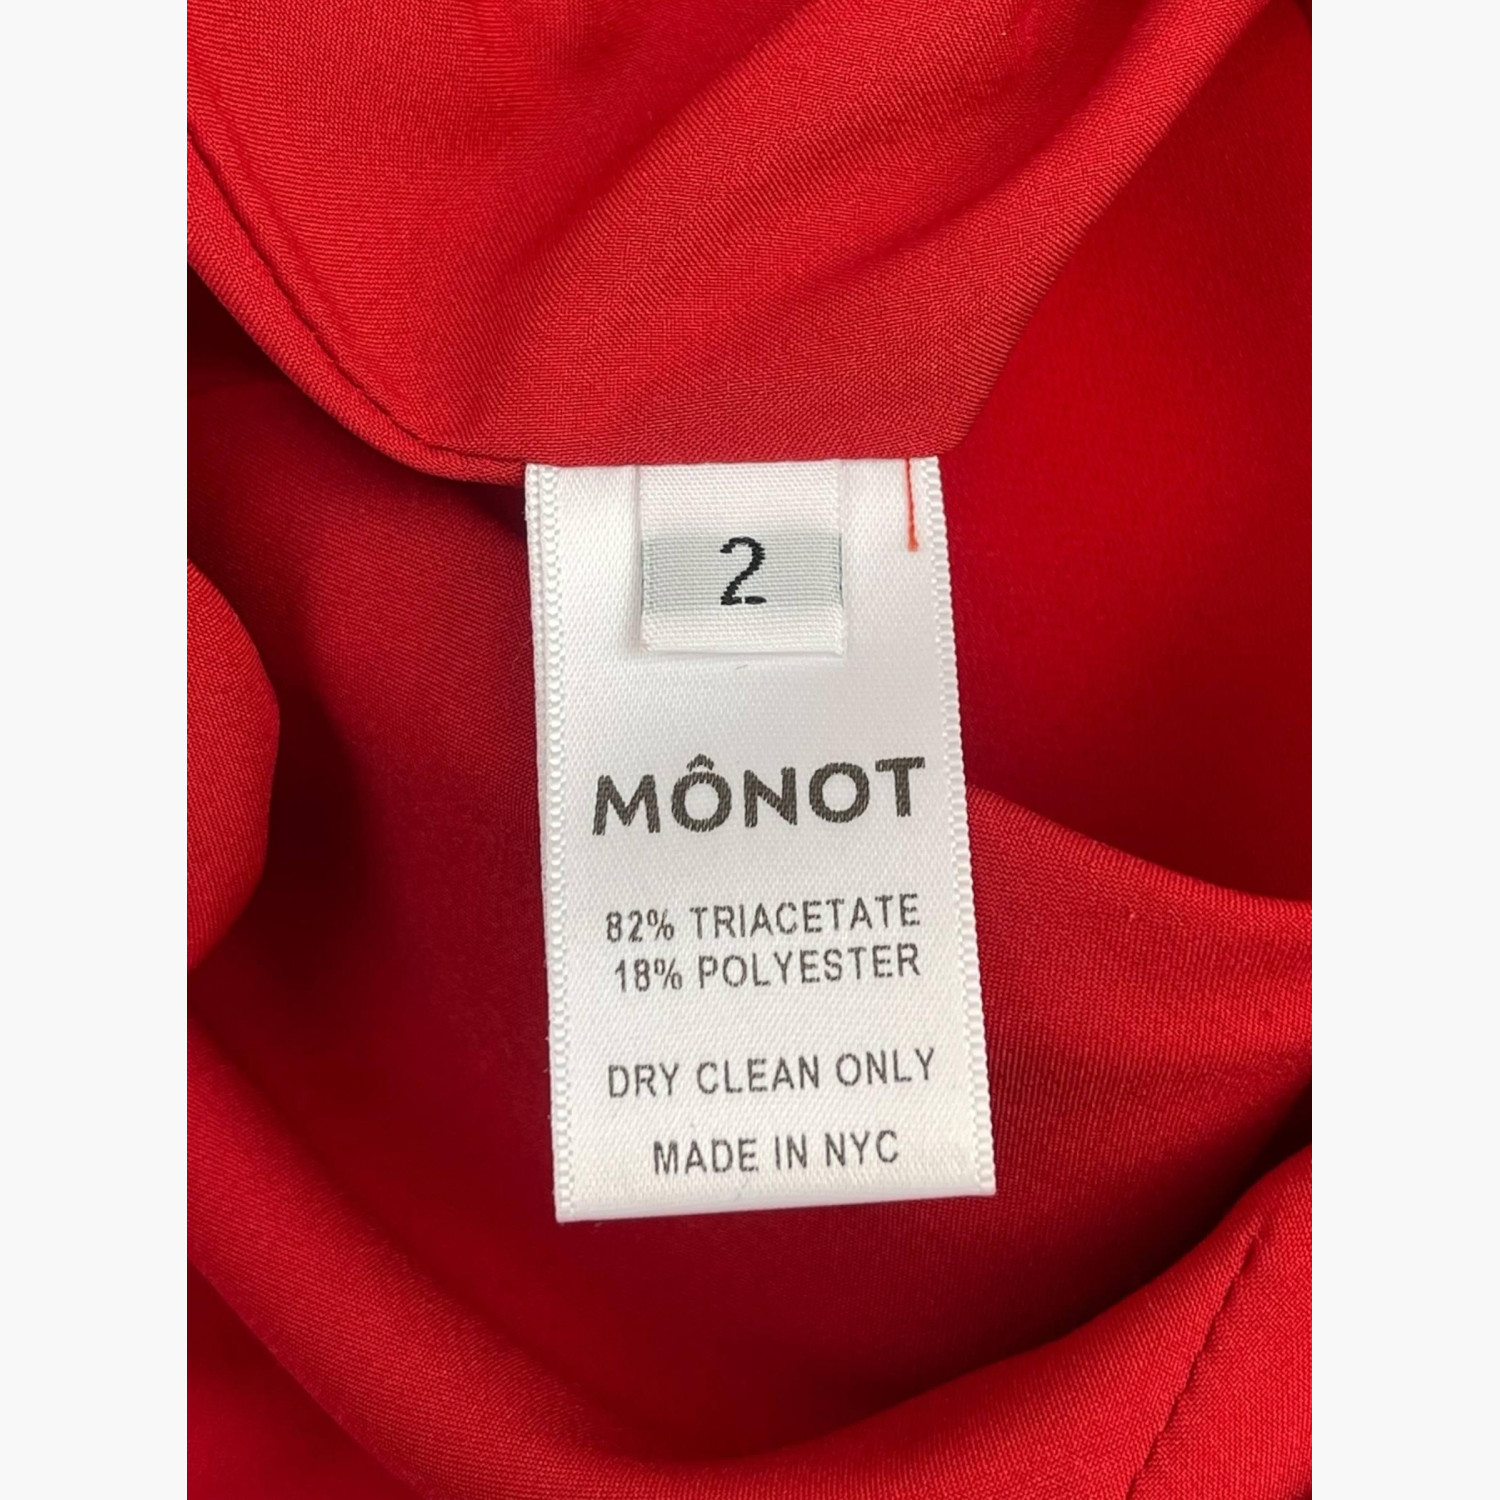 2
MÔNOT
82% TRIACETATE
18% POLYESTER
DRY CLEAN ONLY
MADE IN NYC